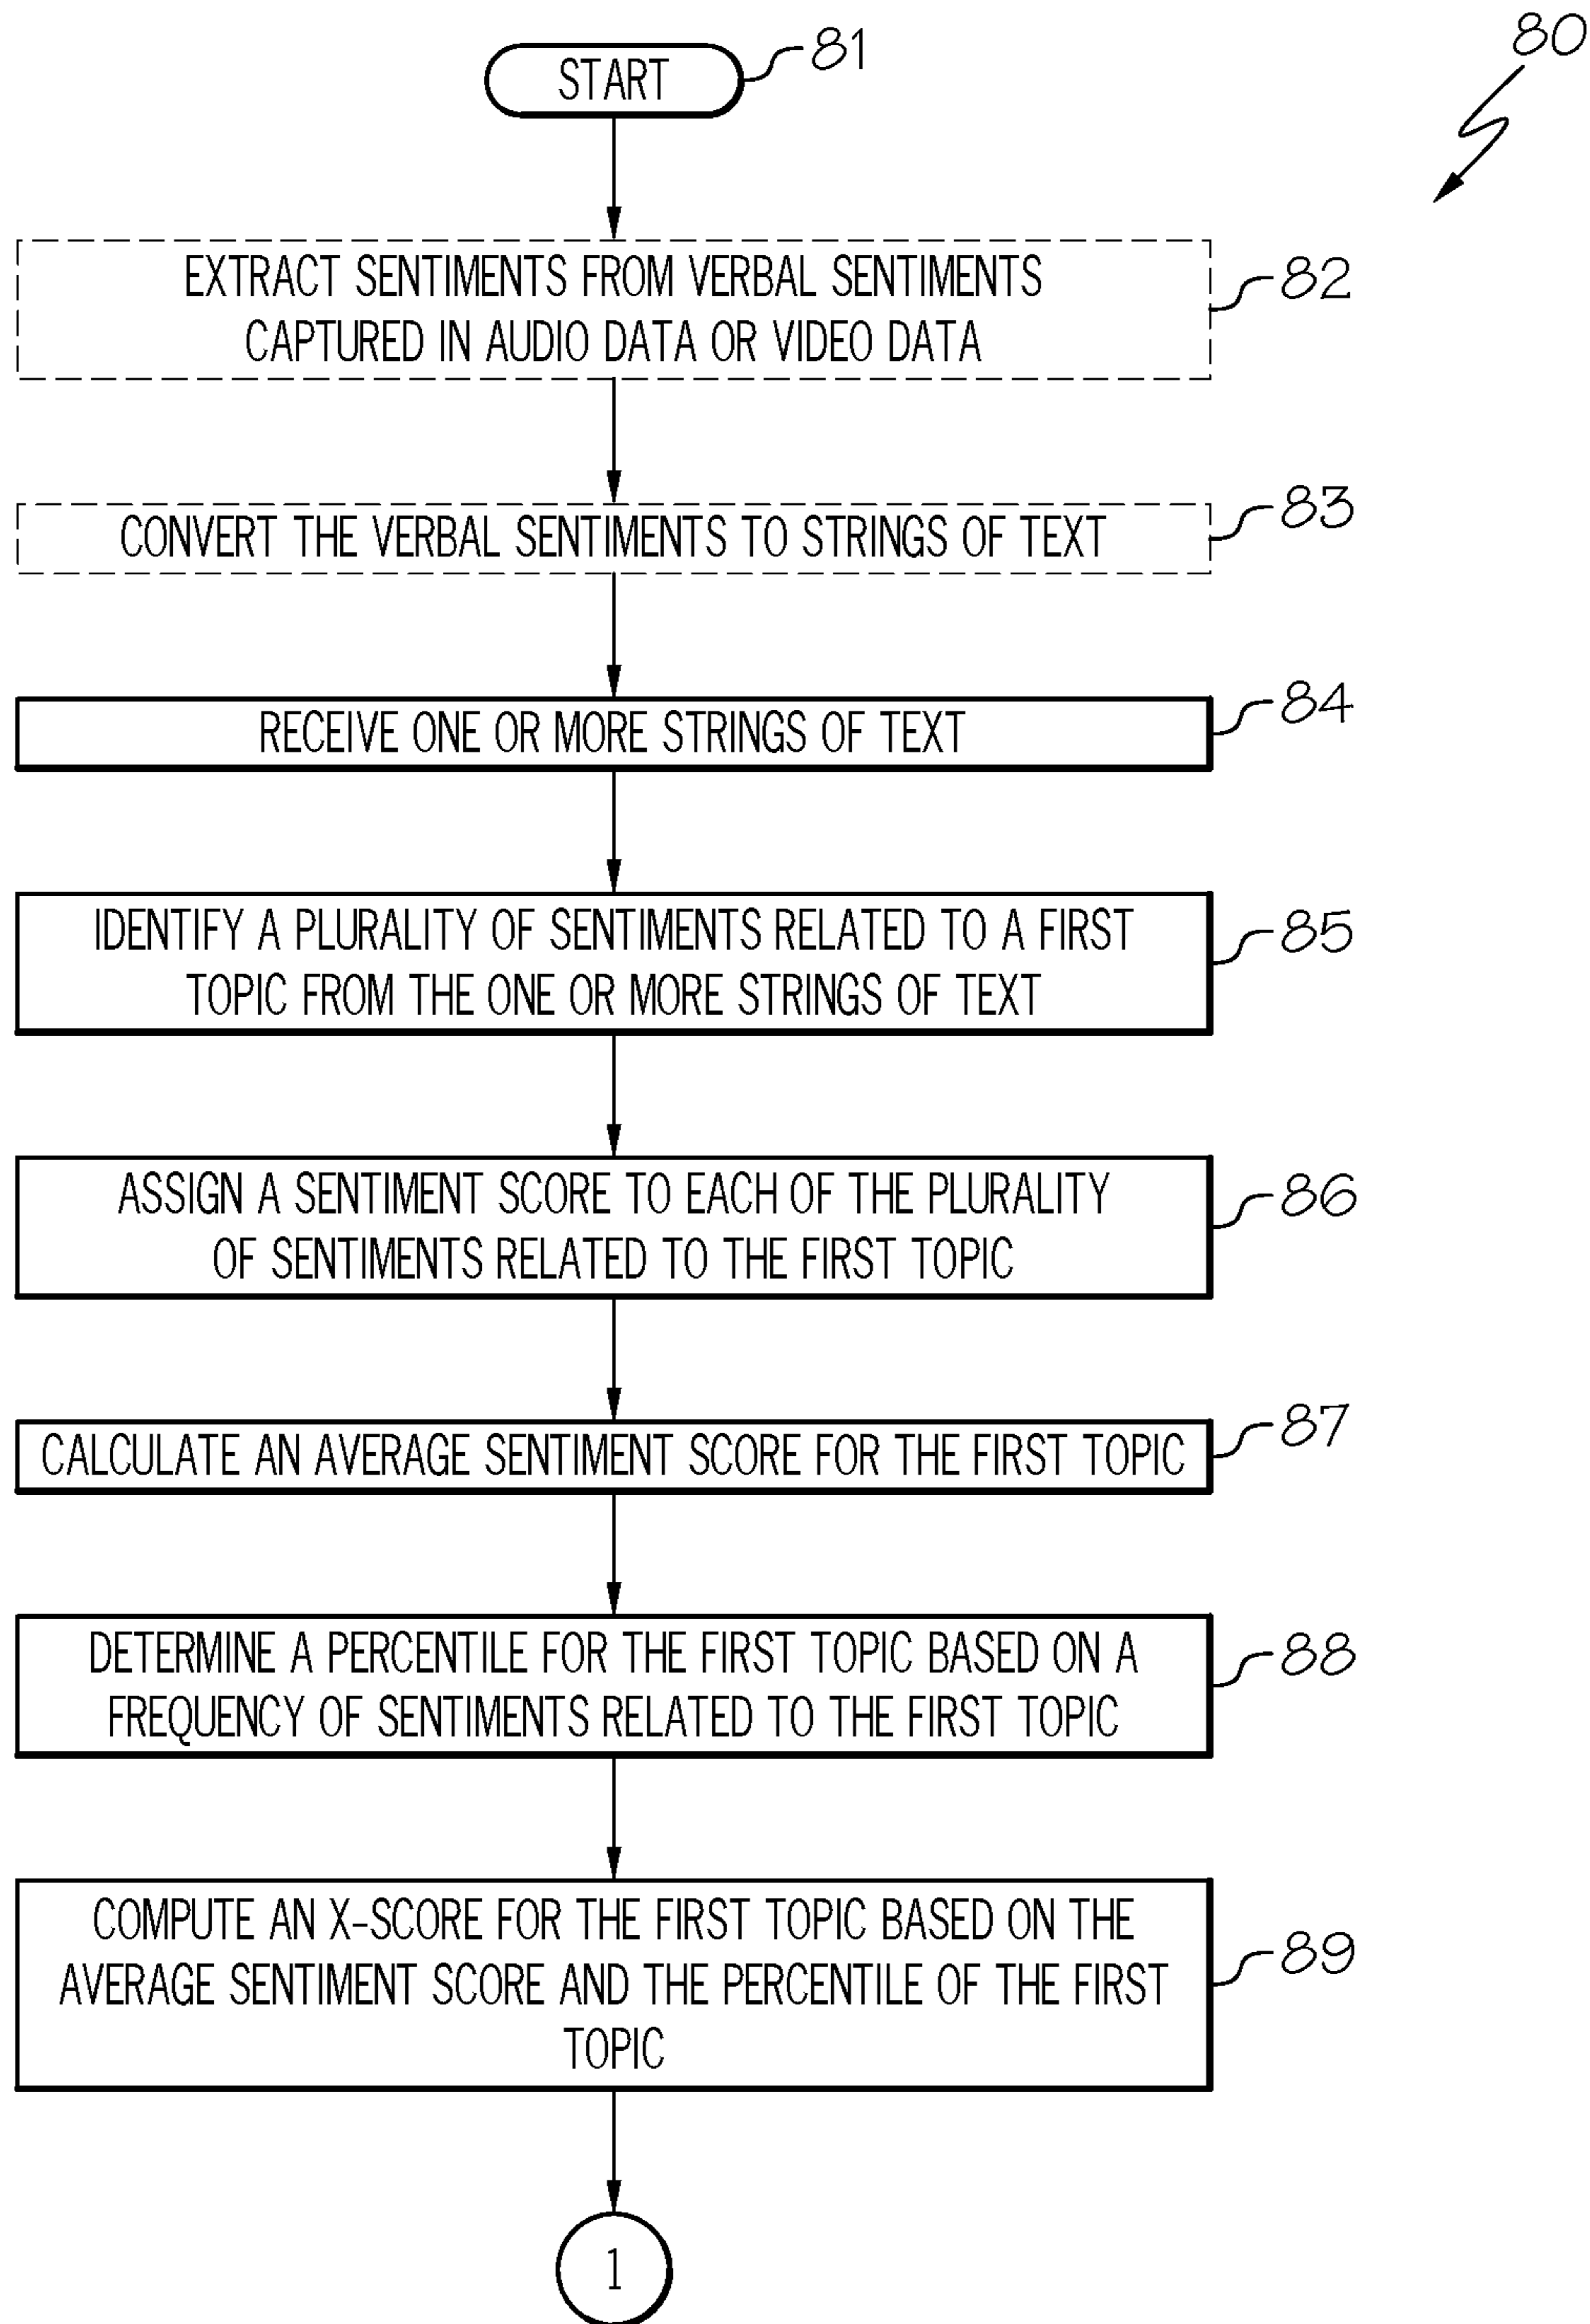 80
START
81
EXTRACT SENTIMENTS FROM VERBAL SENTIMENTS
CAPTURED IN AUDIO DATA OR VIDEO DATA
82
CONVERT THE VERBAL SENTIMENTS TO STRINGS OF TEXT
83
RECEIVE ONE OR MORE STRINGS OF TEXT
84
IDENTIFY A PLURALITY OF SENTIMENTS RELATED TO A FIRST
TOPIC FROM THE ONE OR MORE STRINGS OF TEXT
85
ASSIGN A SENTIMENT SCORE TO EACH OF THE PLURALITY
OF SENTIMENTS RELATED TO THE FIRST TOPIC
86
CALCULATE AN AVERAGE SENTIMENT SCORE FOR THE FIRST TOPIC
87
DETERMINE A PERCENTILE FOR THE FIRST TOPIC BASED ON A
FREQUENCY OF SENTIMENTS RELATED TO THE FIRST TOPIC
88
COMPUTE AN X-SCORE FOR THE FIRST TOPIC BASED ON THE
AVERAGE SENTIMENT SCORE AND THE PERCENTILE OF THE FIRST
TOPIC
89
1